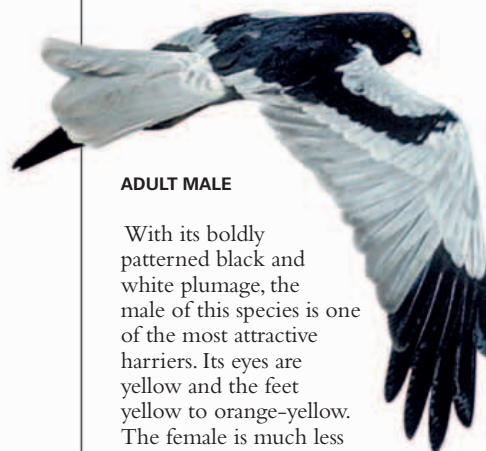 ADULT MALE
With its boldly
patterned black and
white plumage, the
male of this species is one
of the most attractive
harriers. Its eyes are
yellow and the feet
yellow to orange-yellow.
The female is much less